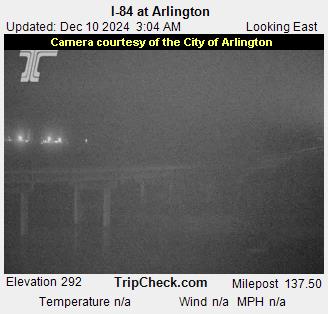 I-84 at Arlington
Updated: Dec 10 2024 3:04 AM Looking East
Camera courtesy of the City of Arlington
Elevation 292 TripCheck.com Milepost 137.50
Temperature n/a Wind n/a MPH n/a